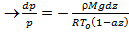 → dp/p = − ρMgdz / RT₀(1−az)